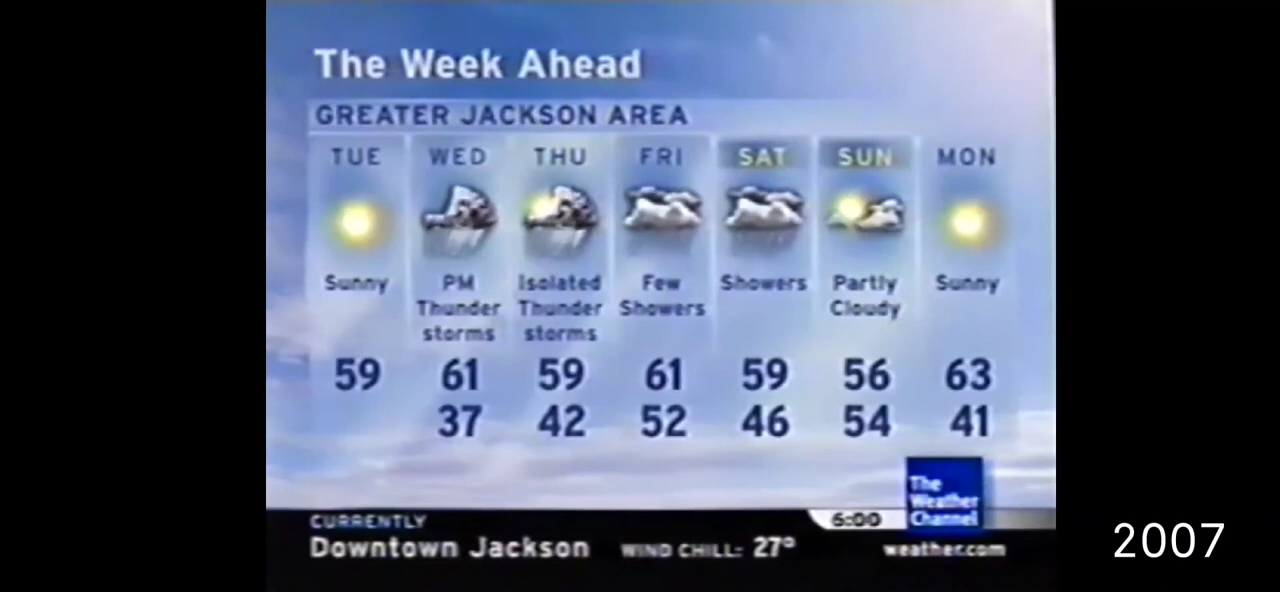 The Week Ahead
GREATER JACKSON AREA
TUE WED THU FRI SAT SUN MON
Sunny PM Isolated Few Showers Partly Sunny
Thunder Thunder Showers Cloudy
storms storms
59 61 59 61 59 56 63
37 42 52 46 54 41
The
Weather
Channel
CURRENTLY 6:00
Downtown Jackson WIND CHILL: 27° weather.com
2007